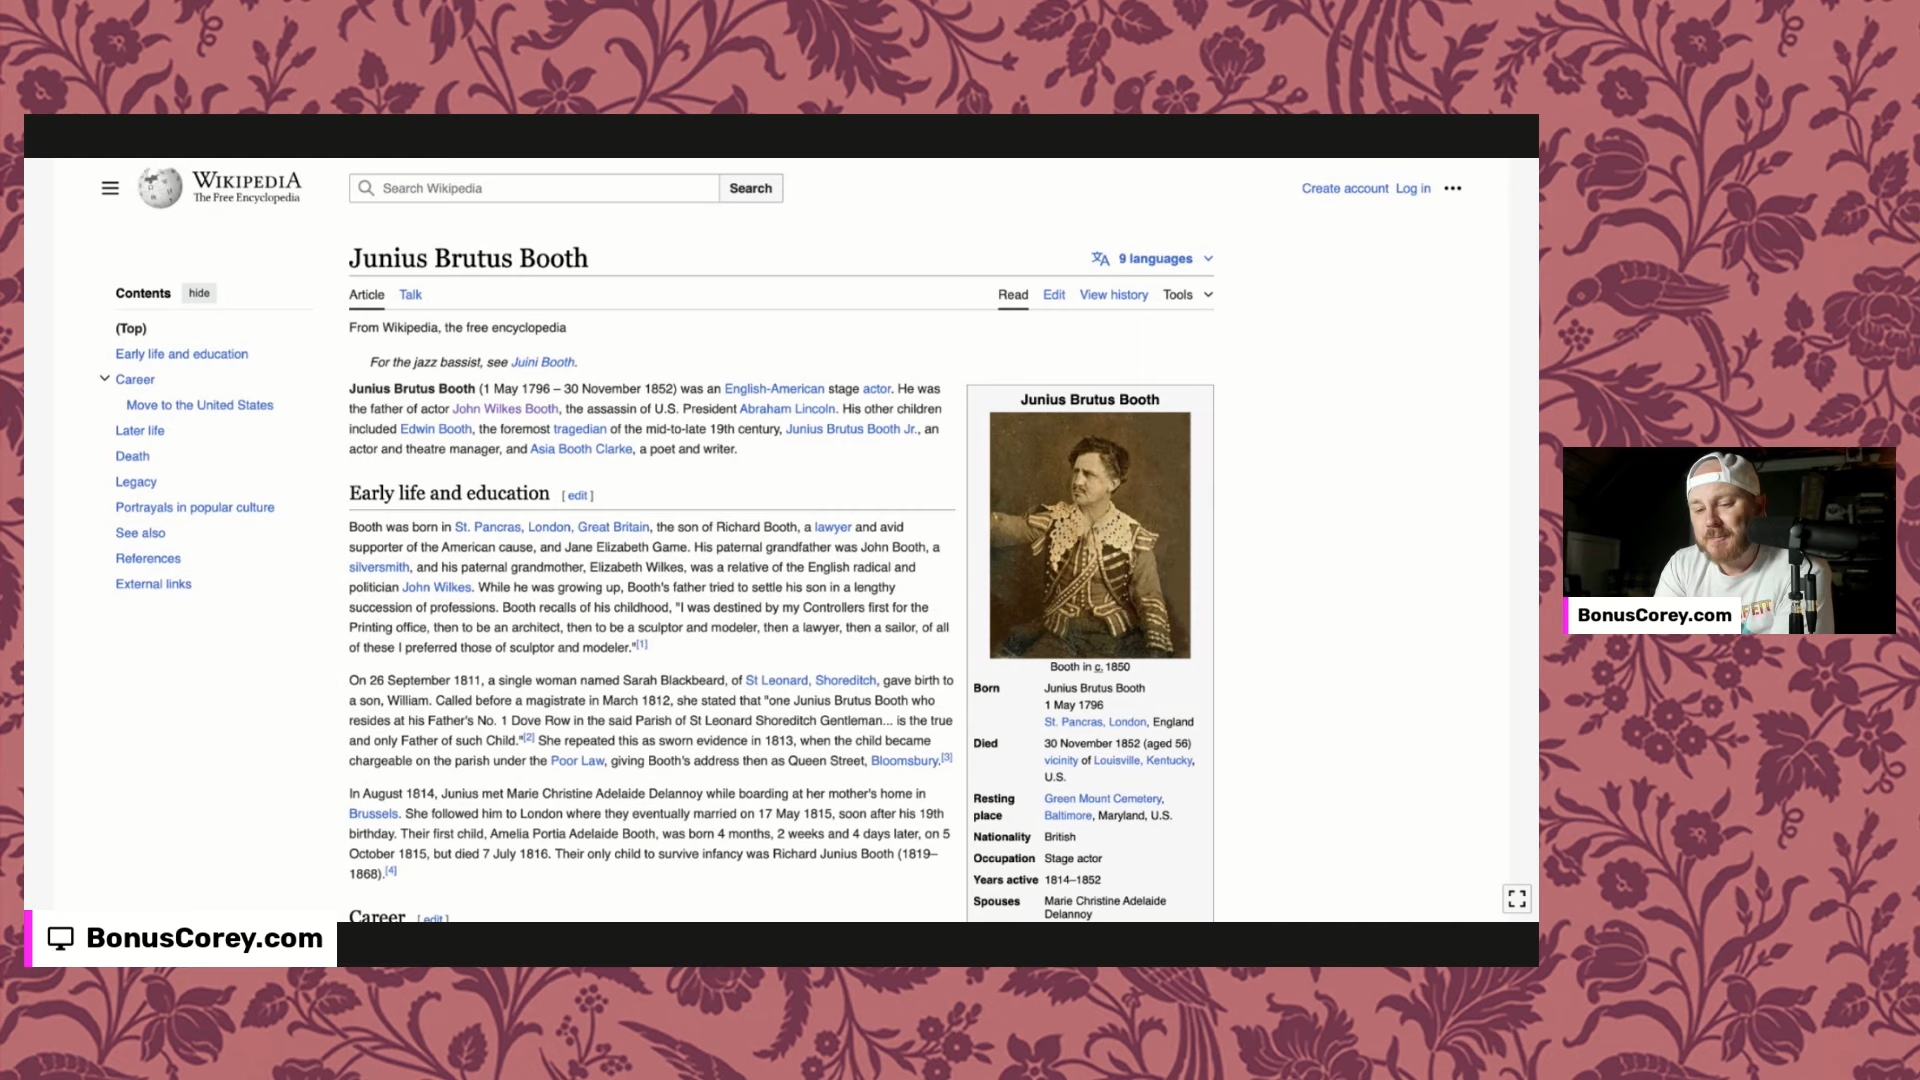 WIKIPEDIA
The Free Encyclopedia
Search Wikipedia
Search
Create account Log in
Junius Brutus Booth
9 languages
Article Talk
Read Edit View history Tools
From Wikipedia, the free encyclopedia
Contents hide
(Top)
Early life and education
Career
Move to the United States
Later life
Death
Legacy
Portrayals in popular culture
See also
References
External links
For the jazz bassist, see Juini Booth.
Junius Brutus Booth (1 May 1796 – 30 November 1852) was an English-American stage actor. He was
the father of actor John Wilkes Booth, the assassin of U.S. President Abraham Lincoln. His other children
included Edwin Booth, the foremost tragedian of the mid-to-late 19th century, Junius Brutus Booth Jr., an
actor and theatre manager, and Asia Booth Clarke, a poet and writer.
Early life and education [ edit ]
Booth was born in St. Pancras, London, Great Britain, the son of Richard Booth, a lawyer and avid
supporter of the American cause, and Jane Elizabeth Game. His paternal grandfather was John Booth, a
silversmith, and his paternal grandmother, Elizabeth Wilkes, was a relative of the English radical and
politician John Wilkes. While he was growing up, Booth's father tried to settle his son in a lengthy
succession of professions. Booth recalls of his childhood, "I was destined by my Controllers first for the
Printing office, then to be an architect, then to be a sculptor and modeler, then a lawyer, then a sailor, of all
of these I preferred those of sculptor and modeler."[1]
On 26 September 1811, a single woman named Sarah Blackbeard, of St Leonard, Shoreditch, gave birth to
a son, William. Called before a magistrate in March 1812, she stated that "one Junius Brutus Booth who
resides at his Father's No. 1 Dove Row in the said Parish of St Leonard Shoreditch Gentleman... is the true
and only Father of such Child."[2] She repeated this as sworn evidence in 1813, when the child became
chargeable on the parish under the Poor Law, giving Booth's address then as Queen Street, Bloomsbury.[3]
In August 1814, Junius met Marie Christine Adelaide Delannoy while boarding at her mother's home in
Brussels. She followed him to London where they eventually married on 17 May 1815, soon after his 19th
birthday. Their first child, Amelia Portia Adelaide Booth, was born 4 months, 2 weeks and 4 days later, on 5
October 1815, but died 7 July 1816. Their only child to survive infancy was Richard Junius Booth (1819–
1868).[4]
Career [ edit ]
Junius Brutus Booth
Booth in c. 1850
Born Junius Brutus Booth
1 May 1796
St. Pancras, London, England
Died 30 November 1852 (aged 56)
vicinity of Louisville, Kentucky,
U.S.
Resting place Green Mount Cemetery,
Baltimore, Maryland, U.S.
Nationality British
Occupation Stage actor
Years active 1814–1852
Spouses Marie Christine Adelaide
Delannoy
BonusCorey.com
BonusCorey.com